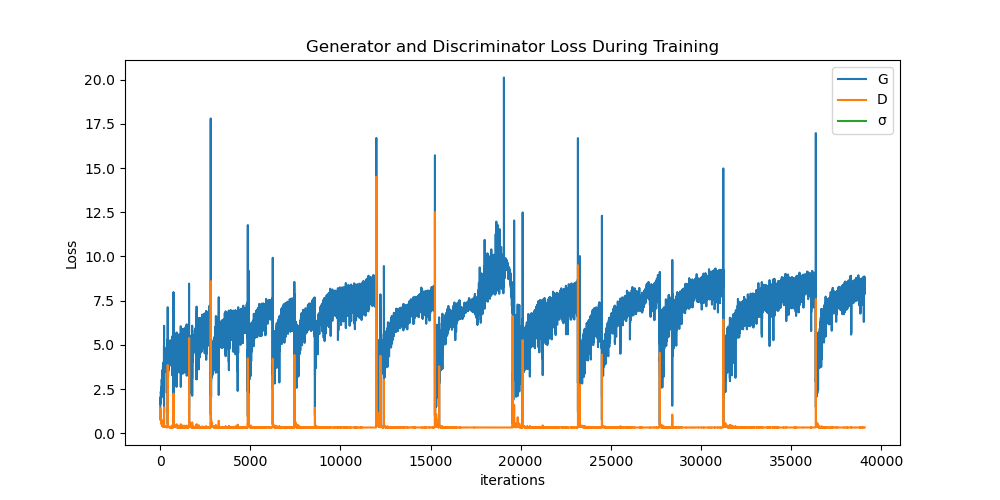 Generator and Discriminator Loss During Training
G
D
σ
Loss
20.0
17.5
15.0
12.5
10.0
7.5
5.0
2.5
0.0
0 5000 10000 15000 20000 25000 30000 35000 40000
iterations